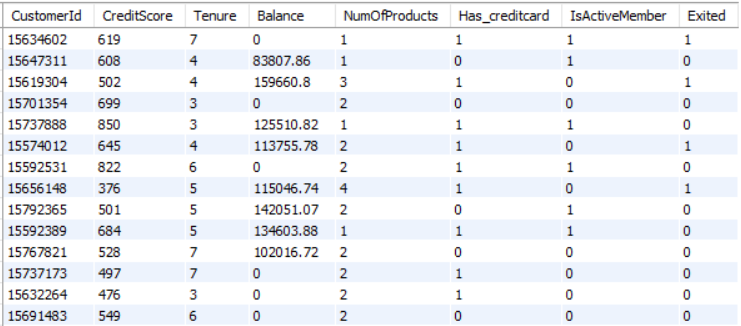 CustomerId CreditScore Tenure Balance NumOfProducts Has_creditcard IsActiveMember Exited
15634602 619 7 0 1 1 1 1
15647311 608 4 83807.86 1 0 1 0
15619304 502 4 159660.8 3 1 0 1
15701354 699 3 0 2 0 0 0
15737888 850 3 125510.82 1 1 1 0
15574012 645 4 113755.78 2 1 0 1
15592531 822 6 0 2 1 1 0
15656148 376 5 115046.74 4 1 0 1
15792365 501 5 142051.07 2 0 1 0
15592389 684 5 134603.88 1 1 1 0
15767821 528 7 102016.72 2 0 0 0
15737173 497 7 0 2 1 0 0
15632264 476 3 0 2 1 0 0
15691483 549 6 0 2 0 0 0